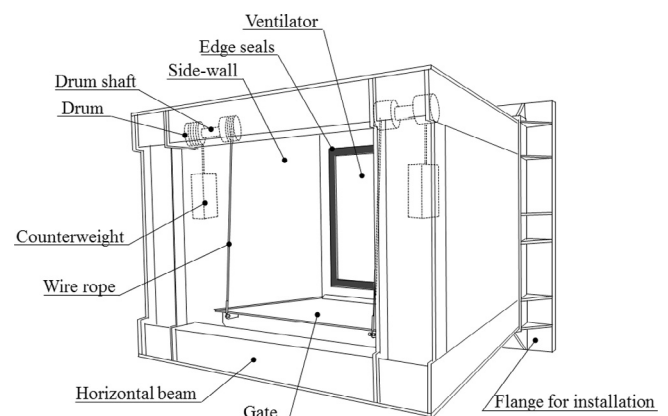 Ventilator
Edge seals
Side-wall
Drum shaft
Drum
Counterweight
Wire rope
Horizontal beam
Gate
Flange for installation